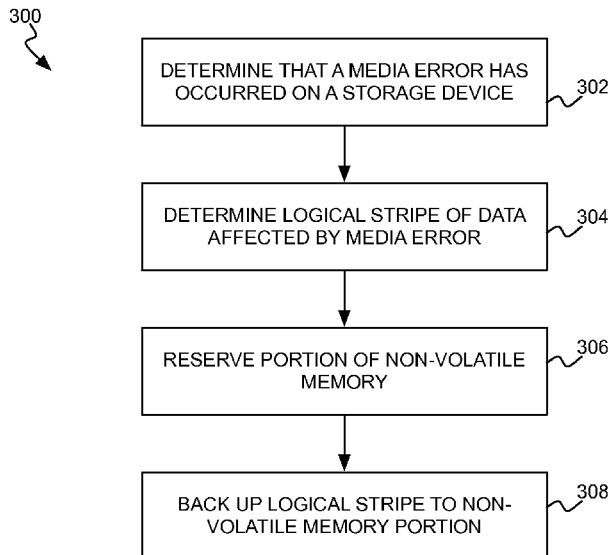 300
DETERMINE THAT A MEDIA ERROR HAS
OCCURRED ON A STORAGE DEVICE
302
DETERMINE LOGICAL STRIPE OF DATA
AFFECTED BY MEDIA ERROR
304
RESERVE PORTION OF NON-VOLATILE
MEMORY
306
BACK UP LOGICAL STRIPE TO NON-
VOLATILE MEMORY PORTION
308